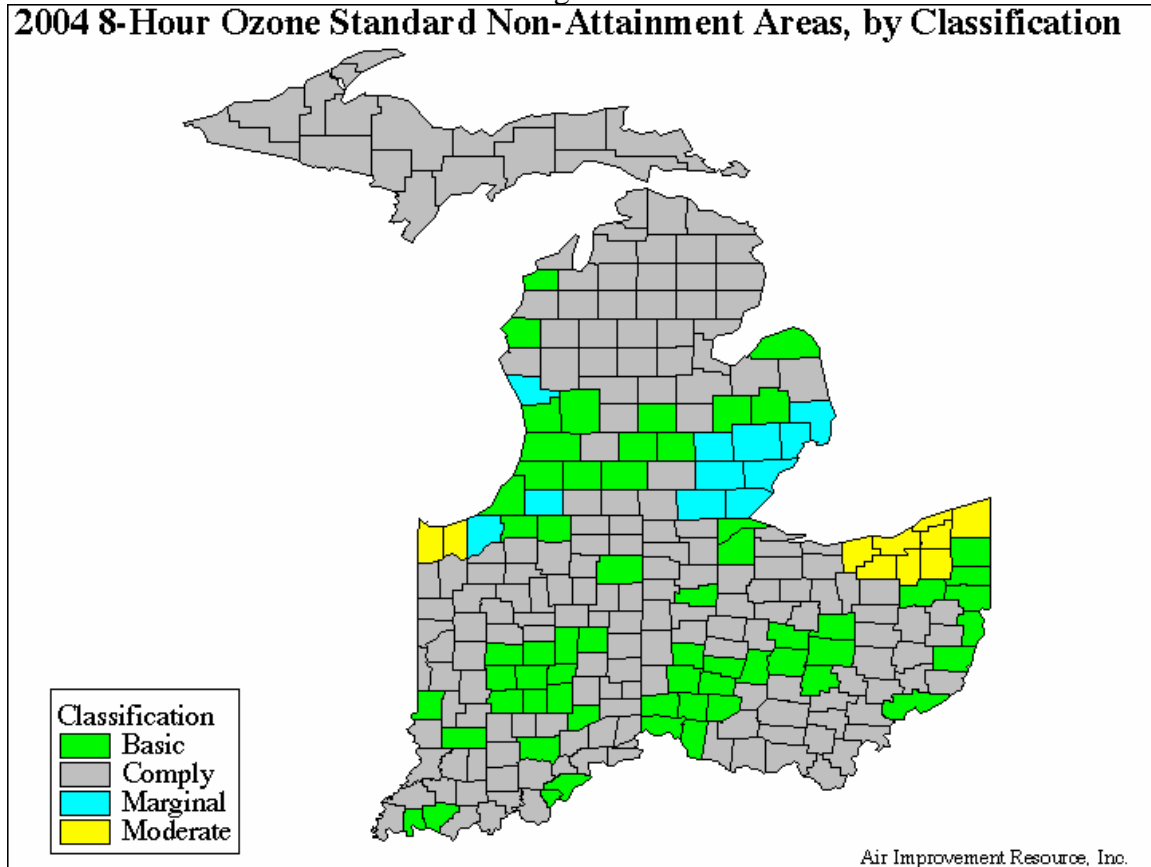 2004 8-Hour Ozone Standard Non-Attainment Areas, by Classification
Classification
Basic
Comply
Marginal
Moderate
Air Improvement Resource, Inc.